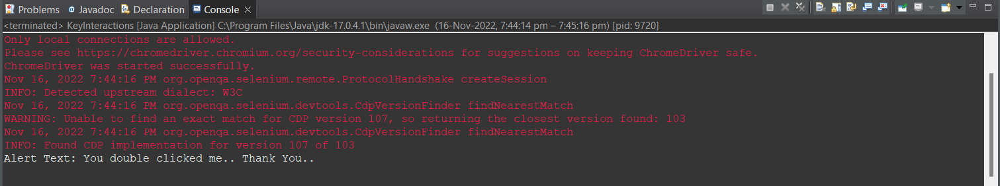 Problems @ Javadoc Declaration Console
<terminated> KeyInteractions [Java Application] C:\Program Files\Java\jdk-17.0.4.1\bin\javaw.exe (16-Nov-2022, 7:44:14 pm – 7:45:16 pm) [pid: 9720]
Only local connections are allowed.
Please see https://chromedriver.chromium.org/security-considerations for suggestions on keeping ChromeDriver safe.
ChromeDriver was started successfully.
Nov 16, 2022 7:44:16 PM org.openqa.selenium.remote.ProtocolHandshake createSession
INFO: Detected upstream dialect: W3C
Nov 16, 2022 7:44:16 PM org.openqa.selenium.devtools.CdpVersionFinder findNearestMatch
WARNING: Unable to find an exact match for CDP version 107, so returning the closest version found: 103
Nov 16, 2022 7:44:16 PM org.openqa.selenium.devtools.CdpVersionFinder findNearestMatch
INFO: Found CDP implementation for version 107 of 103
Alert Text: You double clicked me.. Thank You..